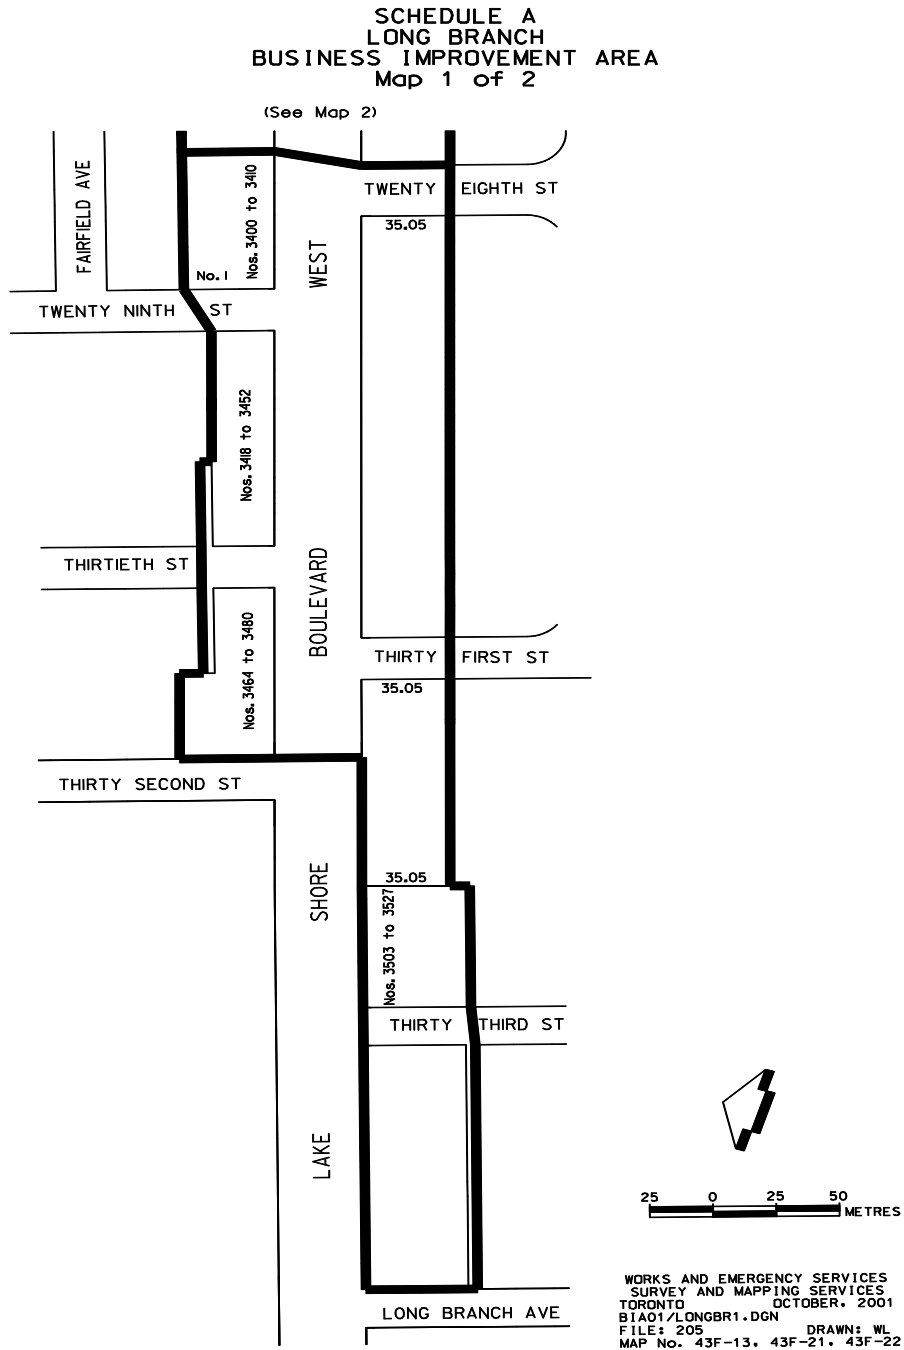 SCHEDULE A
LONG BRANCH
BUSINESS IMPROVEMENT AREA
Map 1 of 2
(See Map 2)
FAIRFIELD AVE
Nos. 3400 to 3410
TWENTY EIGHTH ST
35.05
WEST
No. 1
TWENTY NINTH ST
Nos. 3418 to 3452
THIRTIETH ST
BOULEVARD
Nos. 3464 to 3480
THIRTY FIRST ST
35.05
THIRTY SECOND ST
SHORE
35.05
Nos. 3503 to 3527
THIRTY THIRD ST
LAKE
25 0 25 50
METRES
LONG BRANCH AVE
WORKS AND EMERGENCY SERVICES
SURVEY AND MAPPING SERVICES
TORONTO OCTOBER. 2001
BIA01/LONGBR1.DGN
FILE: 205 DRAWN: WL
MAP No. 43F-13. 43F-21. 43F-22